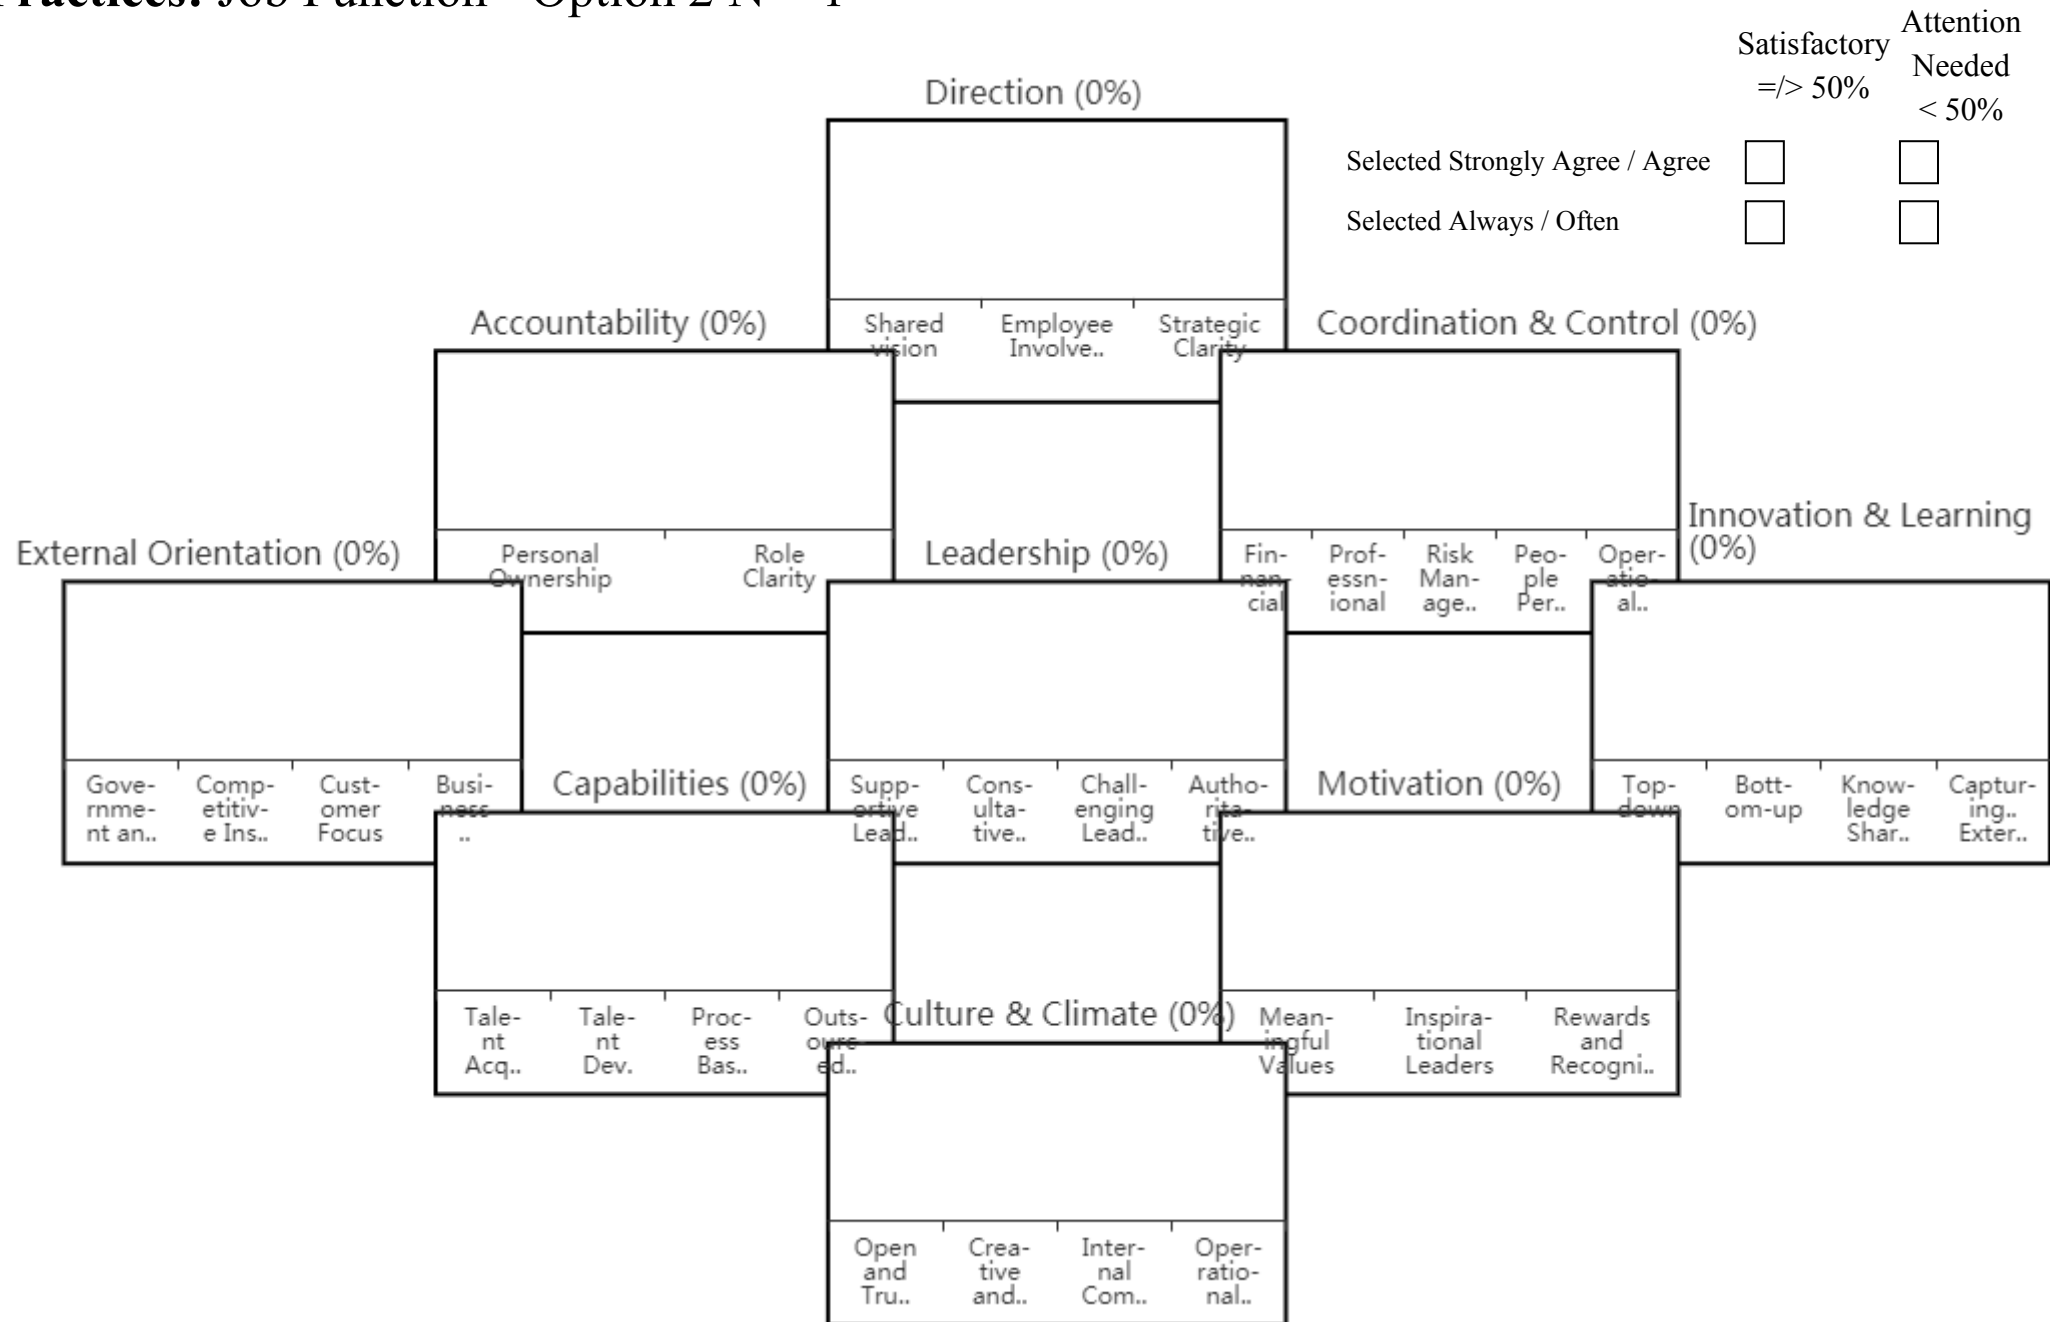 Practices: Job Function - Option 2 N = 1
Satisfactory
=/> 50%
Attention
Needed
< 50%
Selected Strongly Agree / Agree
Selected Always / Often
Direction (0%)
Shared
vision
Employee
Involve..
Strategic
Clarity
Accountability (0%)
Personal
Ownership
Role
Clarity
Coordination & Control (0%)
Fin-
nan-
cial
Prof-
essn-
ional
Risk
Man-
age..
Peo-
ple
Per..
Oper-
atio-
al..
External Orientation (0%)
Gove-
rnme-
nt an..
Comp-
etitiv-
e Ins..
Cust-
omer
Focus
Busi-
ness
..
Leadership (0%)
Supp-
ortive
Lead..
Cons-
ulta-
tive..
Chall-
enging
Lead..
Autho-
rita-
tive..
Innovation & Learning
(0%)
Top-
down
Bott-
om-up
Know-
ledge
Shar..
Captur-
ing..
Exter..
Capabilities (0%)
Tale-
nt
Acq..
Tale-
nt
Dev.
Proc-
ess
Bas..
Outs-
ourc-
ed..
Motivation (0%)
Mean-
ingful
Values
Inspira-
tional
Leaders
Rewards
and
Recogni..
Culture & Climate (0%)
Open
and
Tru..
Crea-
tive
and..
Inter-
nal
Com..
Oper-
ratio-
nal..